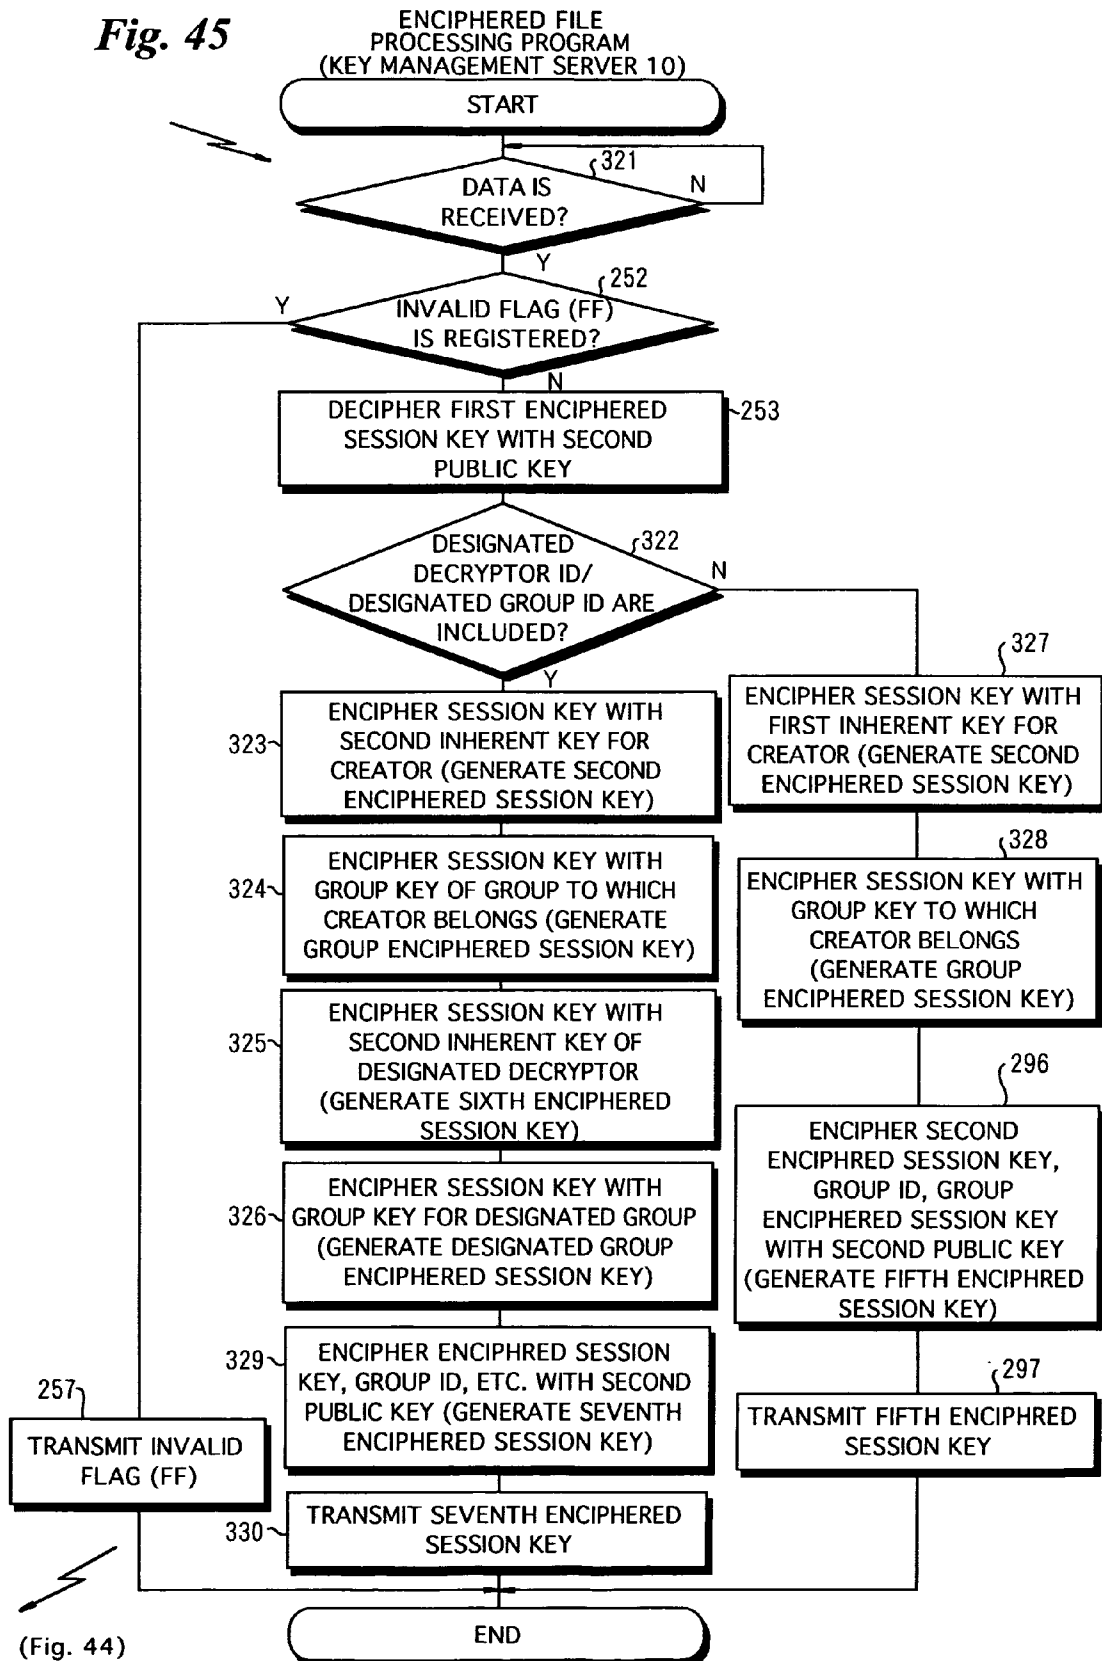 Fig. 45
ENCIPHERED FILE
PROCESSING PROGRAM
(KEY MANAGEMENT SERVER 10)
START
321
DATA IS
RECEIVED?
N
Y
252
INVALID FLAG (FF)
IS REGISTERED?
Y
N
DECIPHER FIRST ENCIPHERED
SESSION KEY WITH SECOND
PUBLIC KEY
253
322
DESIGNATED
DECRYPTOR ID/
DESIGNATED GROUP ID ARE
INCLUDED?
N
Y
323
ENCIPHER SESSION KEY WITH
SECOND INHERENT KEY FOR
CREATOR (GENERATE SECOND
ENCIPHERED SESSION KEY)
324
ENCIPHER SESSION KEY WITH
GROUP KEY OF GROUP TO WHICH
CREATOR BELONGS (GENERATE
GROUP ENCIPHERED SESSION KEY)
325
ENCIPHER SESSION KEY WITH
SECOND INHERENT KEY OF
DESIGNATED DECRYPTOR
(GENERATE SIXTH ENCIPHERED
SESSION KEY)
326
ENCIPHER SESSION KEY WITH
GROUP KEY FOR DESIGNATED GROUP
(GENERATE DESIGNATED GROUP
ENCIPHERED SESSION KEY)
329
ENCIPHER ENCIPHRED SESSION
KEY, GROUP ID, ETC. WITH SECOND
PUBLIC KEY (GENERATE SEVENTH
ENCIPHERED SESSION KEY)
330
TRANSMIT SEVENTH ENCIPHERED
SESSION KEY
327
ENCIPHER SESSION KEY WITH
FIRST INHERENT KEY FOR
CREATOR (GENERATE SECOND
ENCIPHERED SESSION KEY)
328
ENCIPHER SESSION KEY WITH
GROUP KEY TO WHICH
CREATOR BELONGS
(GENERATE GROUP
ENCIPHERED SESSION KEY)
296
ENCIPHER SECOND
ENCIPHRED SESSION KEY,
GROUP ID, GROUP
ENCIPHERED SESSION KEY
WITH SECOND PUBLIC KEY
(GENERATE FIFTH ENCIPHRED
SESSION KEY)
297
TRANSMIT FIFTH ENCIPHRED
SESSION KEY
257
TRANSMIT INVALID
FLAG (FF)
END
(Fig. 44)